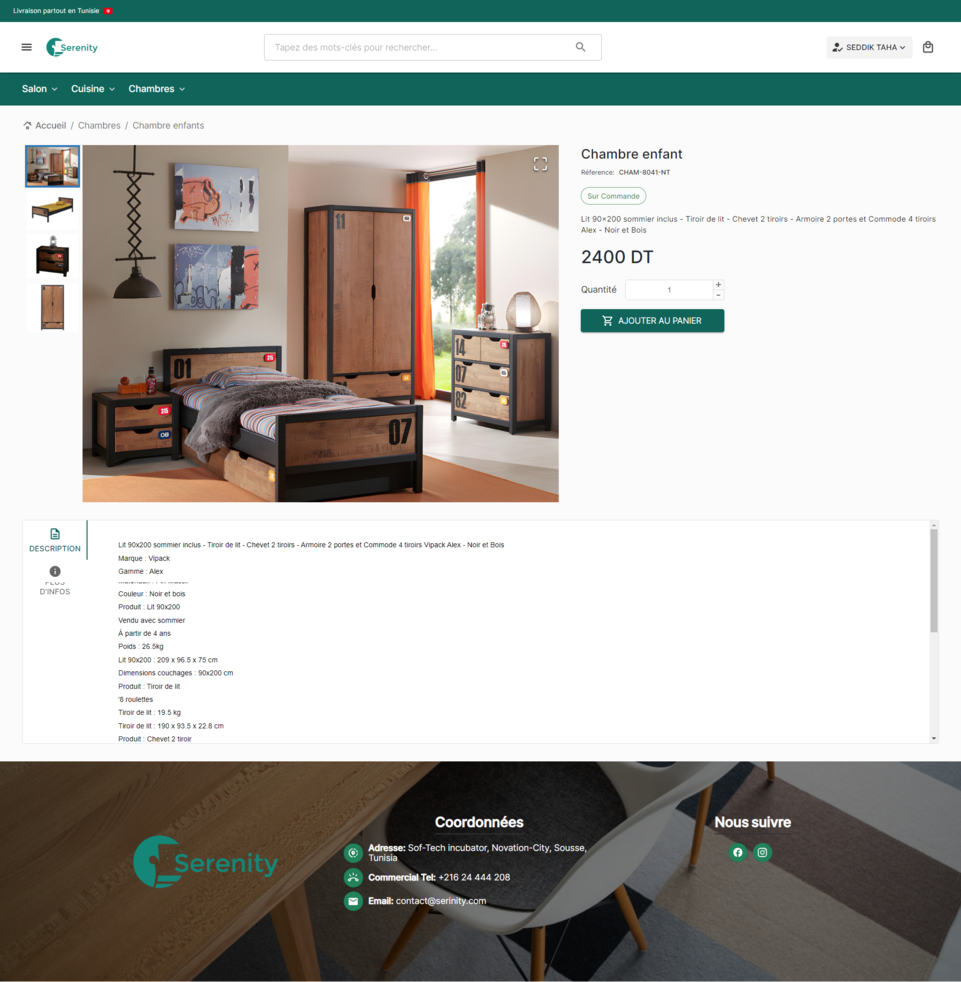 Livraison partout en Tunisie
Serenity
Tapez des mots-clés pour rechercher...
SEDDIK TAHA
Salon
Cuisine
Chambres
Accueil / Chambres / Chambre enfants
Chambre enfant
Réference: CHAM-8041-NT
Sur Commande
Lit 90x200 sommier inclus - Tiroir de lit - Chevet 2 tiroirs - Armoire 2 portes et Commode 4 tiroirs
Alex - Noir et Bois
2400 DT
Quantité
1
AJOUTER AU PANIER
11
01
14
07
82
07
DESCRIPTION
PLUS
D'INFOS
Lit 90x200 sommier inclus - Tiroir de lit - Chevet 2 tiroirs - Armoire 2 portes et Commode 4 tiroirs Vipack Alex - Noir et Bois
Marque : Vipack
Gamme : Alex
Couleur : Noir et bois
Produit : Lit 90x200
Vendu avec sommier
À partir de 4 ans
Poids : 26.5kg
Lit 90x200 : 209 x 96.5 x 75 cm
Dimensions couchages : 90x200 cm
Produit : Tiroir de lit
'8 roulettes
Tiroir de lit : 19.5 kg
Tiroir de lit : 190 x 93.5 x 22.8 cm
Produit : Chevet 2 tiroir
Serenity
Coordonnées
Adresse: Sof-Tech incubator, Novation-City, Sousse,
Tunisia
Commercial Tel: +216 24 444 208
Email: contact@serinity.com
Nous suivre